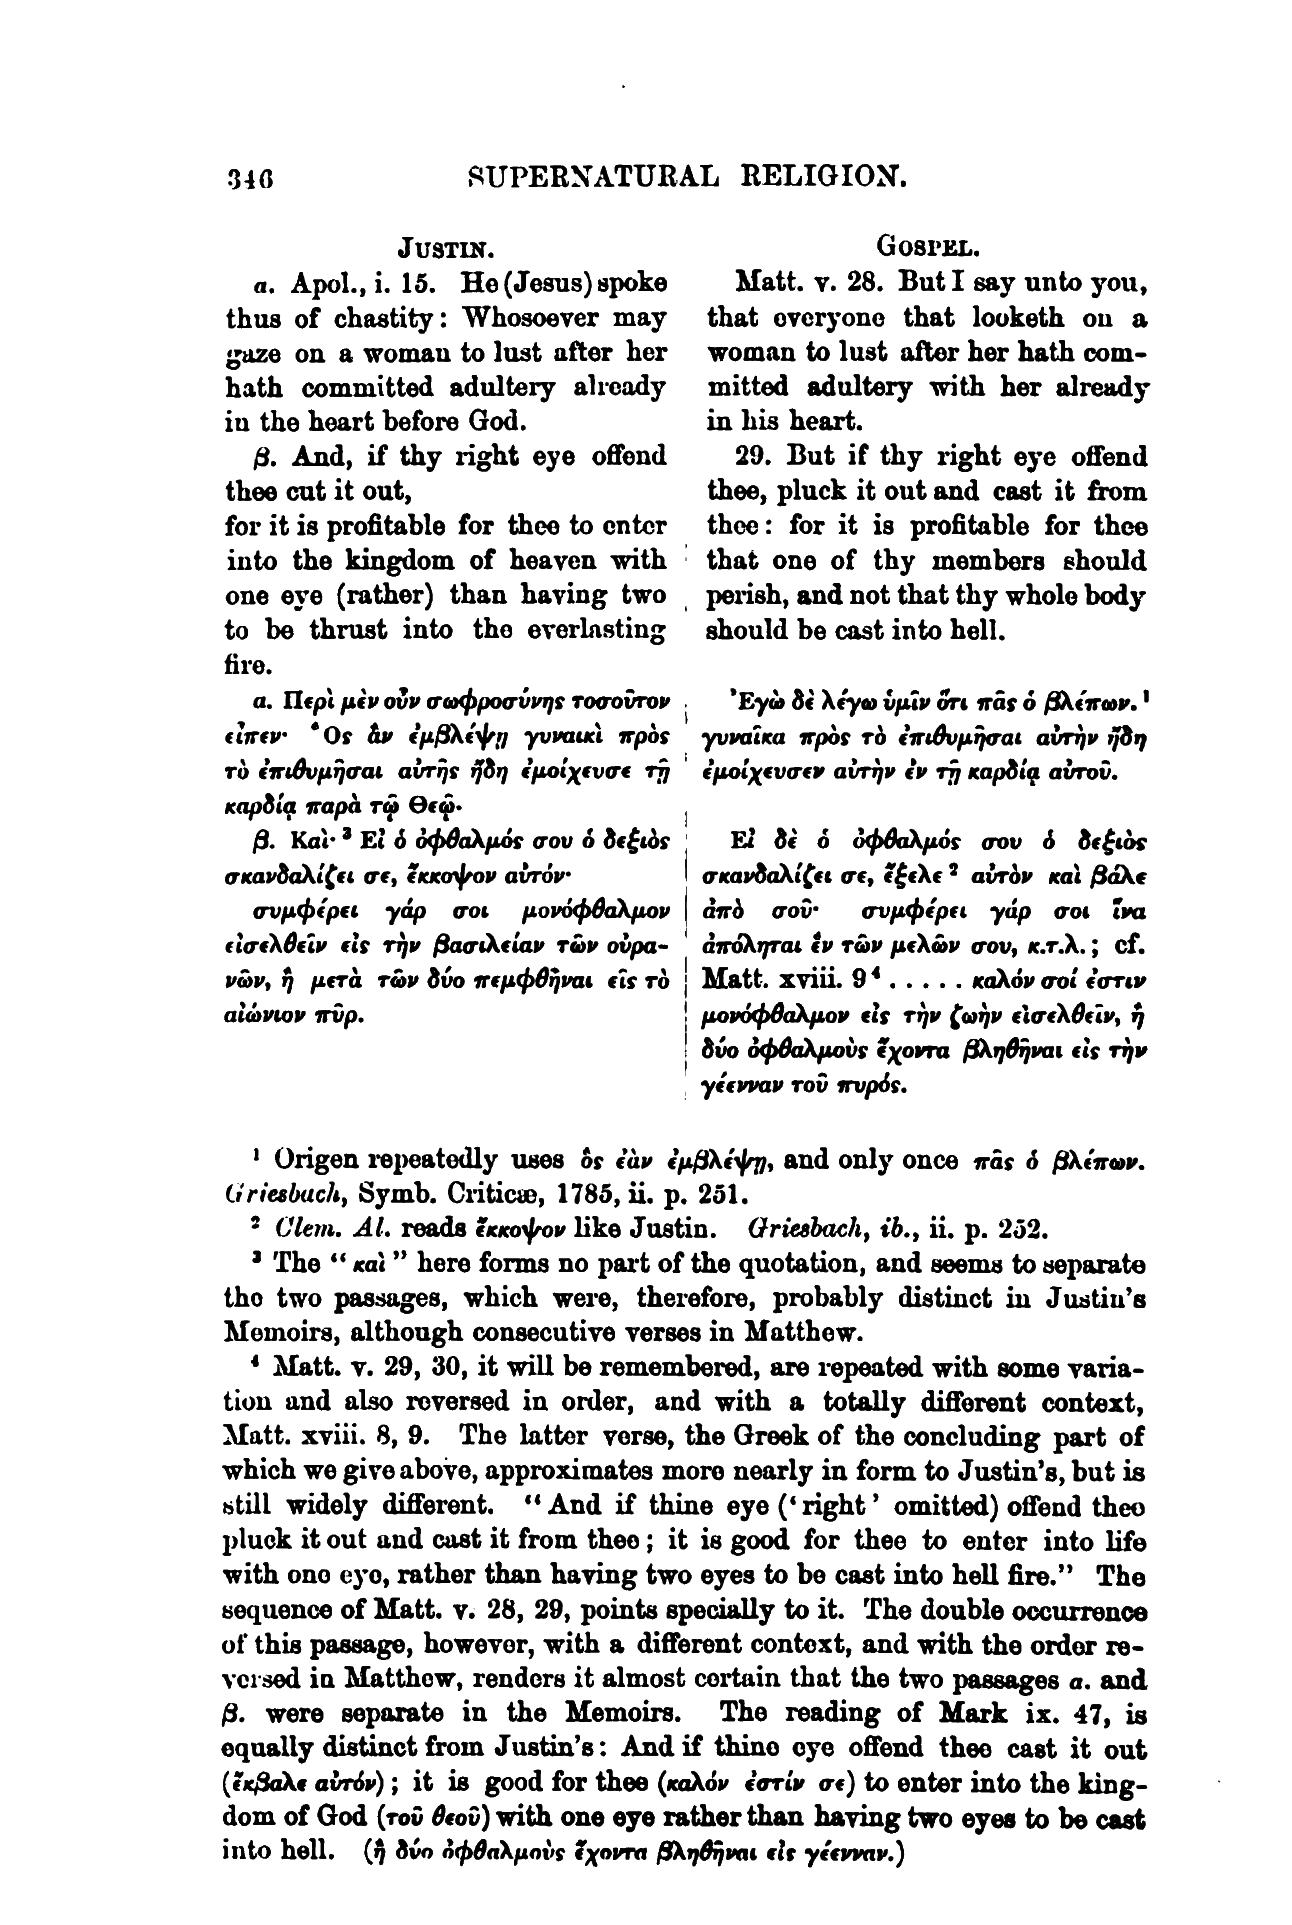 346 SUPERNATURAL RELIGION.
JUSTIN.
α. Apol., i. 15. He (Jesus) spoke
thus of chastity: Whosoever may
gaze on a woman to lust after her
hath committed adultery already
in the heart before God.
β. And, if thy right eye offend
thee cut it out,
for it is profitable for thee to enter
into the kingdom of heaven with
one eye (rather) than having two
to be thrust into the everlasting
fire.
α. Περὶ μὲν οὖν σωφροσύνης τοσοῦτον
εἶπεν· Ὃς ἂν ἐμβλέψῃ γυναικὶ πρὸς
τὸ ἐπιθυμῆσαι αὐτῆς ἤδη ἐμοίχευσε τῇ
καρδίᾳ παρὰ τῷ Θεῷ·
β. Καὶ· ³ Εἰ ὁ ὀφθαλμός σου ὁ δεξιὸς
σκανδαλίζει σε, ἔκκοψον αὐτόν·
συμφέρει γάρ σοι μονόφθαλμον
εἰσελθεῖν εἰς τὴν βασιλείαν τῶν οὐρα-
νῶν, ἢ μετὰ τῶν δύο πεμφθῆναι εἰς τὸ
αἰώνιον πῦρ.
GOSPEL.
Matt. v. 28. But I say unto you,
that everyone that looketh on a
woman to lust after her hath com-
mitted adultery with her already
in his heart.
29. But if thy right eye offend
thee, pluck it out and cast it from
thee: for it is profitable for thee
that one of thy members should
perish, and not that thy whole body
should be cast into hell.
Ἐγὼ δὲ λέγω ὑμῖν ὅτι πᾶς ὁ βλέπων. ¹
γυναῖκα πρὸς τὸ ἐπιθυμῆσαι αὐτὴν ἤδη
ἐμοίχευσεν αὐτὴν ἐν τῇ καρδίᾳ αὐτοῦ.
Εἰ δὲ ὁ ὀφθαλμός σου ὁ δεξιὸς
σκανδαλίζει σε, ἔξελε ² αὐτὸν καὶ βάλε
ἀπὸ σοῦ· συμφέρει γάρ σοι ἵνα
ἀπόληται ἓν τῶν μελῶν σου, κ.τ.λ.; cf.
Matt. xviii. 9 ⁴ . . . . . καλόν σοί ἐστιν
μονόφθαλμον εἰς τὴν ζωὴν εἰσελθεῖν, ἢ
δύο ὀφθαλμοὺς ἔχοντα βληθῆναι εἰς τὴν
γέενναν τοῦ πυρός.
¹ Origen repeatedly uses ὃς ἐὰν ἐμβλέψῃ, and only once πᾶς ὁ βλέπων.
Griesbach, Symb. Criticæ, 1785, ii. p. 251.
² Clem. Al. reads ἔκκοψον like Justin. Griesbach, ib., ii. p. 252.
³ The “καὶ” here forms no part of the quotation, and seems to separate
the two passages, which were, therefore, probably distinct in Justin's
Memoirs, although consecutive verses in Matthew.
⁴ Matt. v. 29, 30, it will be remembered, are repeated with some varia-
tion and also reversed in order, and with a totally different context,
Matt. xviii. 8, 9. The latter verse, the Greek of the concluding part of
which we give above, approximates more nearly in form to Justin's, but is
still widely different. “And if thine eye (‘right’ omitted) offend thee
pluck it out and cast it from thee; it is good for thee to enter into life
with one eye, rather than having two eyes to be cast into hell fire.” The
sequence of Matt. v. 28, 29, points specially to it. The double occurrence
of this passage, however, with a different context, and with the order re-
versed in Matthew, renders it almost certain that the two passages α. and
β. were separate in the Memoirs. The reading of Mark ix. 47, is
equally distinct from Justin's: And if thine eye offend thee cast it out
(ἔκβαλε αὐτόν); it is good for thee (καλόν ἐστίν σε) to enter into the king-
dom of God (τοῦ θεοῦ) with one eye rather than having two eyes to be cast
into hell. (ἢ δύο ὀφθαλμοὺς ἔχοντα βληθῆναι εἰς γέενναν.)